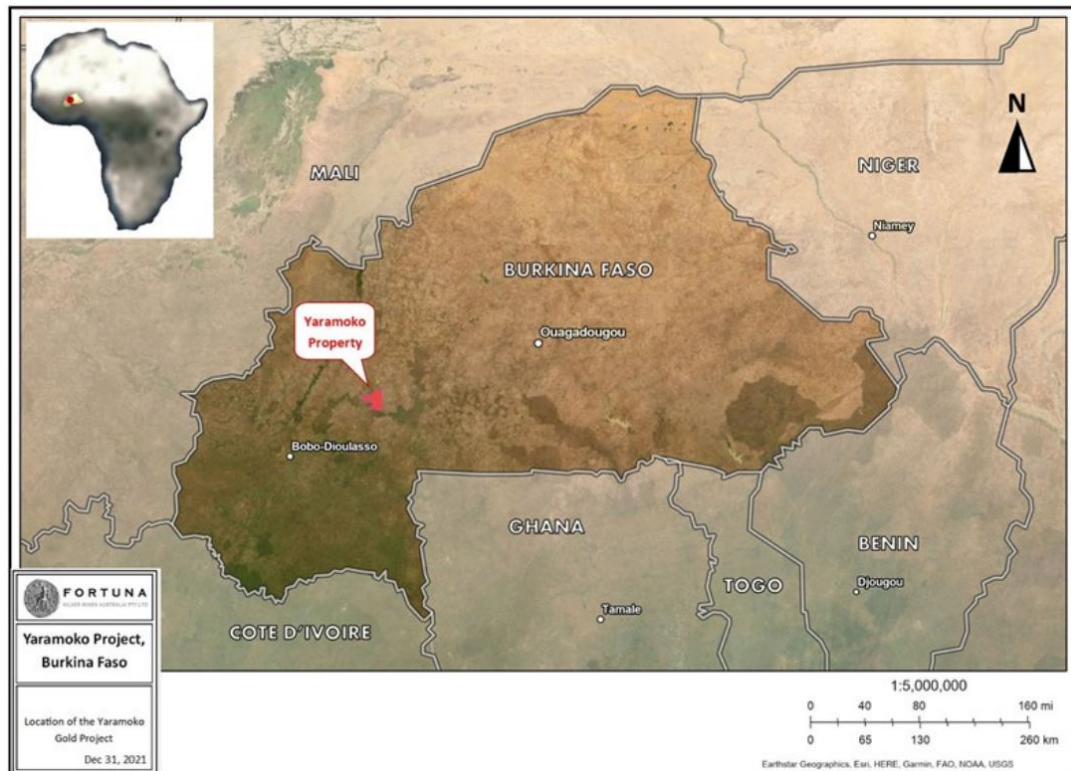 MALI
NIGER
N
Niamey
BURKINA FASO
Yaramoko
Property
Ouagadougou
Bobo-Dioulasso
GHANA
BENIN
TOGO
Djougou
Tamale
COTE D'IVOIRE
FORTUNA
SILVER MINES AUSTRALIA PTY LTD
Yaramoko Project,
Burkina Faso
Location of the Yaramoko
Gold Project
Dec 31, 2021
1:5,000,000
0 40 80 160 mi
0 65 130 260 km
Earthstar Geographics, Esri, HERE, Garmin, FAO, NOAA, USGS